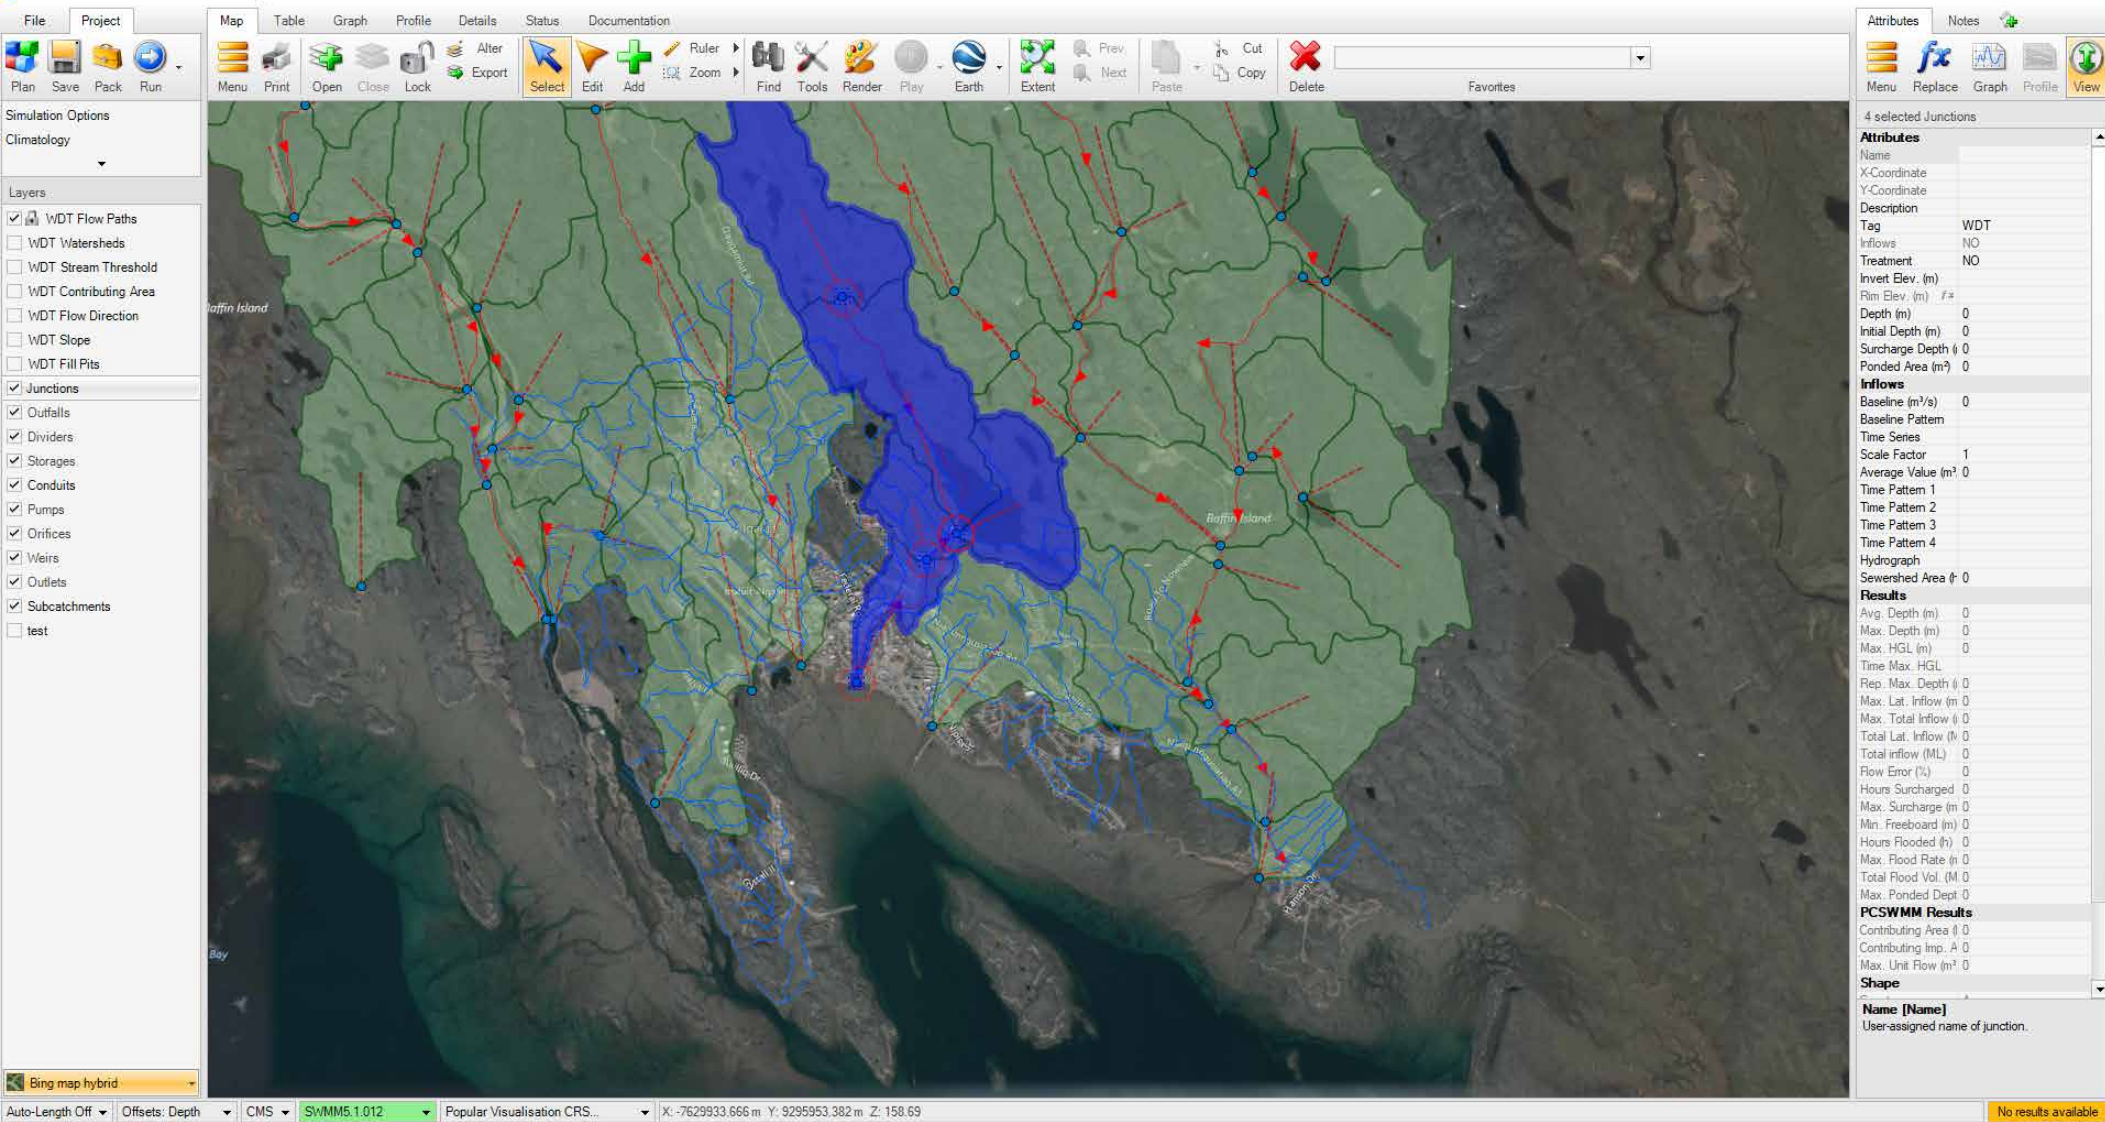 File Project Map Table Graph Profile Details Status Documentation Attributes Notes
Plan Save Pack Run Menu Print Open Close Lock Alter Export Select Edit Add Ruler Zoom Find Tools Render Play Earth Extent Prev Next Paste Cut Copy Delete Favorites Menu Replace Graph Profile View
Simulation Options
Climatology
Layers
WDT Flow Paths
WDT Watersheds
WDT Stream Threshold
WDT Contributing Area
WDT Flow Direction
WDT Slope
WDT Fill Pits
Junctions
Outfalls
Dividers
Storages
Conduits
Pumps
Orifices
Weirs
Outlets
Subcatchments
test
Bing map hybrid
Baffin Island
Federal R
Hanson Dr
Bay
4 selected Junctions
Attributes
Name
X-Coordinate
Y-Coordinate
Description
Tag WDT
Inflows NO
Treatment NO
Invert Elev. (m)
Rim Elev. (m)
Depth (m) 0
Initial Depth (m) 0
Surcharge Depth ( 0
Ponded Area (m²) 0
Inflows
Baseline (m³/s) 0
Baseline Pattern
Time Series
Scale Factor 1
Average Value (m³ 0
Time Pattern 1
Time Pattern 2
Time Pattern 3
Time Pattern 4
Hydrograph
Sewershed Area ( 0
Results
Avg. Depth (m) 0
Max. Depth (m) 0
Max. HGL (m) 0
Time Max. HGL
Rep. Max. Depth ( 0
Max. Lat. Inflow (m 0
Max. Total Inflow ( 0
Total Lat. Inflow (M 0
Total inflow (ML) 0
Flow Error (%) 0
Hours Surcharged 0
Max. Surcharge (m 0
Min. Freeboard (m) 0
Hours Flooded (h) 0
Max. Flood Rate (m 0
Total Flood Vol. (M 0
Max. Ponded Dept 0
PCSWMM Results
Contributing Area ( 0
Contributing Imp. A 0
Max. Unit Flow (m³ 0
Shape
Name [Name]
User-assigned name of junction.
Auto-Length Off Offsets: Depth CMS SWMM5.1.012 Popular Visualisation CRS... X: -7629933.666 m Y: 9295953.382 m Z: 158.69 No results available